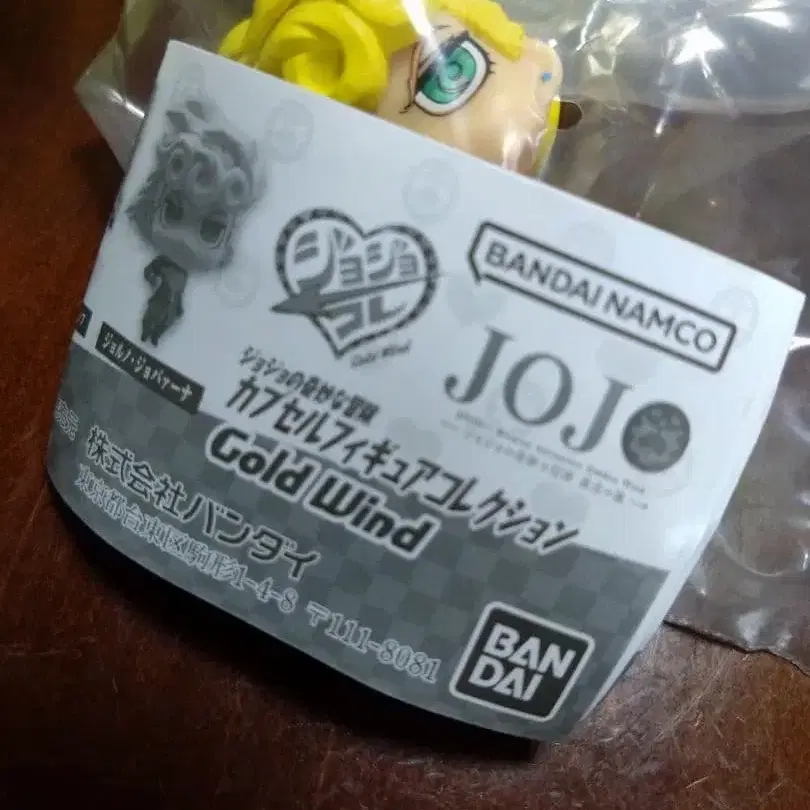 BANDAI NAMCO
ジョジョ
コレ
Gold Wind
JOJO
ジョルノ・ジョバァーナ
ジョジョの奇妙な冒険
カプセルフィギュアコレクション
Gold Wind
株式会社バンダイ
東京都台東区駒形1-4-8 〒111-8081
BAN
DAI